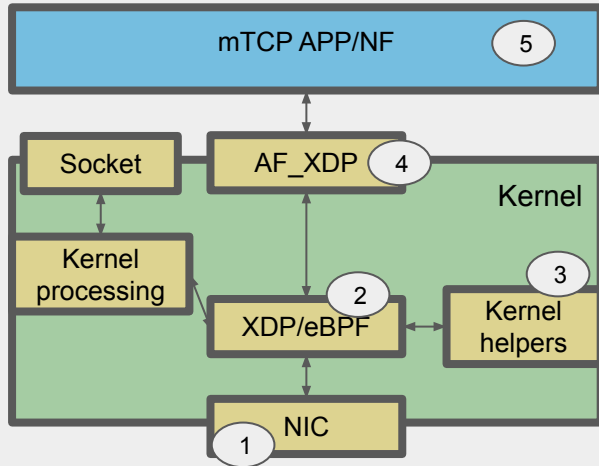 mTCP APP/NF
5
Socket
AF_XDP
4
Kernel
Kernel
processing
2
XDP/eBPF
3
Kernel
helpers
NIC
1